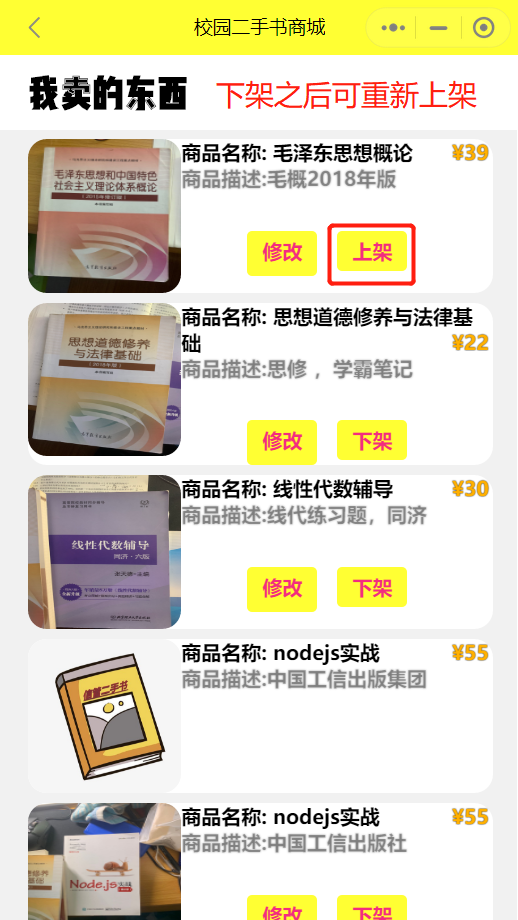 校园二手书商城
我卖的东西
下架之后可重新上架
毛泽东思想和中国特色
社会主义理论体系概论
商品名称: 毛泽东思想概论
¥39
商品描述:毛概2018年版
修改
上架
思想道德修养
与法律基础
商品名称: 思想道德修养与法律基
础
¥22
商品描述:思修 ，学霸笔记
修改
下架
线性代数辅导
同济·六版
商品名称: 线性代数辅导
¥30
商品描述:线代练习题，同济
修改
下架
信管二手书
商品名称: nodejs实战
¥55
商品描述:中国工信出版集团
Node.js实战
商品名称: nodejs实战
¥55
商品描述:中国工信出版社
修改
下架